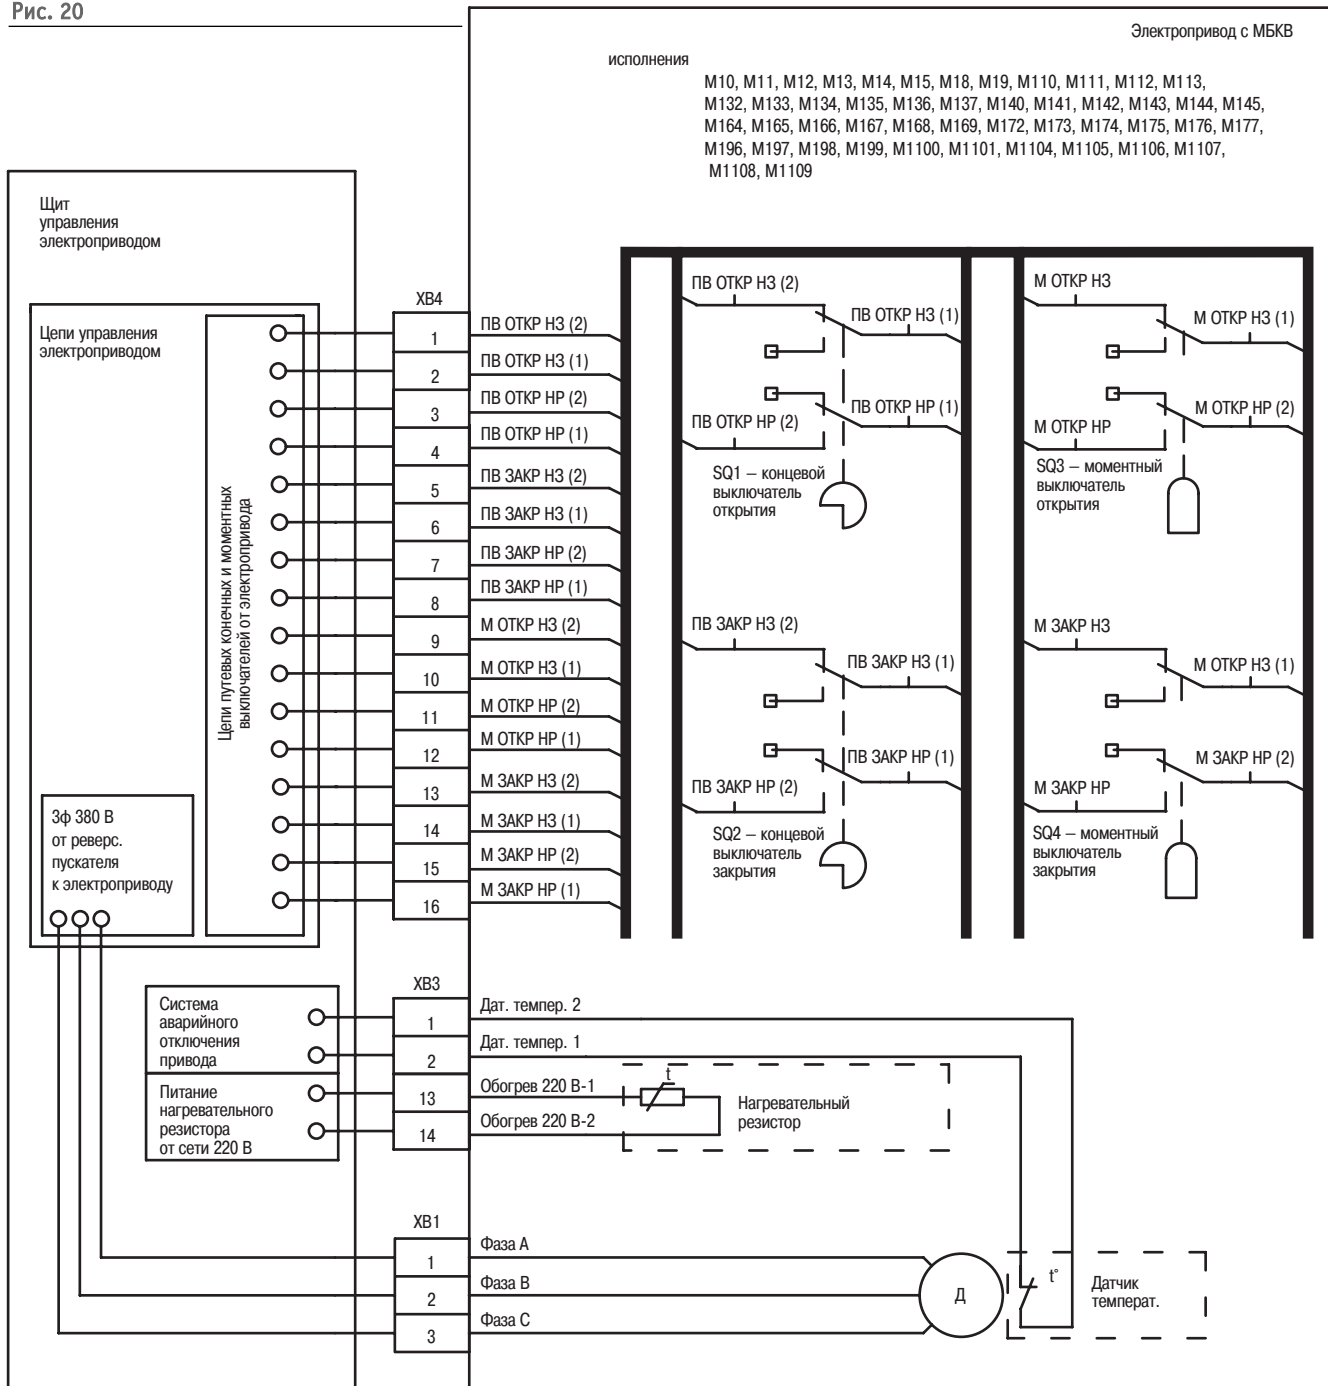 Рис. 20
Электропривод с МБКВ
исполнения
М10, М11, М12, М13, М14, М15, М18, М19, М110, М111, М112, М113,
М132, М133, М134, М135, М136, М137, М140, М141, М142, М143, М144, М145,
М164, М165, М166, М167, М168, М169, М172, М173, М174, М175, М176, М177,
М196, М197, М198, М199, М1100, М1101, М1104, М1105, М1106, М1107,
М1108, М1109
Щит
управления
электроприводом
Цепи управления
электроприводом
Цепи путевых конечных и моментных
выключателей от электропривода
3ф 380 В
от реверс.
пускателя
к электроприводу
ХВ4
1 ПВ ОТКР НЗ (2)
2 ПВ ОТКР НЗ (1)
3 ПВ ОТКР НР (2)
4 ПВ ОТКР НР (1)
5 ПВ ЗАКР НЗ (2)
6 ПВ ЗАКР НЗ (1)
7 ПВ ЗАКР НР (2)
8 ПВ ЗАКР НР (1)
9 М ОТКР НЗ (2)
10 М ОТКР НЗ (1)
11 М ОТКР НР (2)
12 М ОТКР НР (1)
13 М ЗАКР НЗ (2)
14 М ЗАКР НЗ (1)
15 М ЗАКР НР (2)
16 М ЗАКР НР (1)
ПВ ОТКР НЗ (2)
ПВ ОТКР НЗ (1)
ПВ ОТКР НР (1)
ПВ ОТКР НР (2)
SQ1 – концевой
выключатель
открытия
М ОТКР НЗ
М ОТКР НЗ (1)
М ОТКР НР (2)
М ОТКР НР
SQ3 – моментный
выключатель
открытия
ПВ ЗАКР НЗ (2)
ПВ ЗАКР НЗ (1)
ПВ ЗАКР НР (1)
ПВ ЗАКР НР (2)
SQ2 – концевой
выключатель
закрытия
М ЗАКР НЗ
М ОТКР НЗ (1)
М ЗАКР НР (2)
М ЗАКР НР
SQ4 – моментный
выключатель
закрытия
Система
аварийного
отключения
привода
Питание
нагревательного
резистора
от сети 220 В
ХВ3
1 Дат. темпер. 2
2 Дат. темпер. 1
13 Обогрев 220 В-1
14 Обогрев 220 В-2
t
Нагревательный
резистор
ХВ1
1 Фаза А
2 Фаза В
3 Фаза С
Д
t°
Датчик
температ.